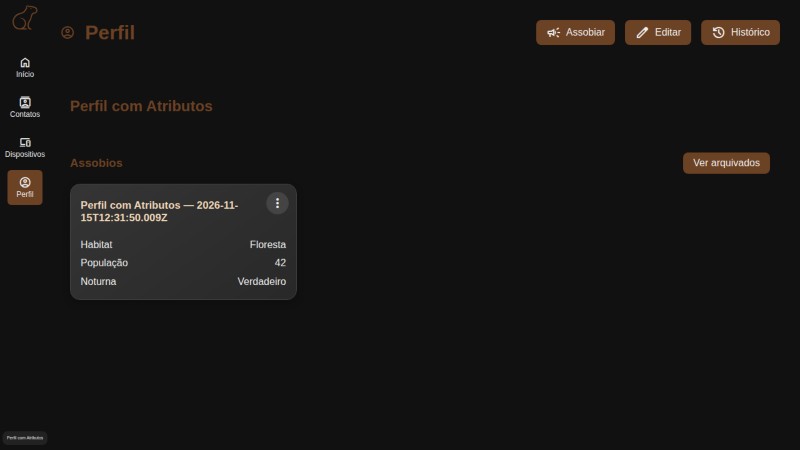 Perfil
Assobiar
Editar
Histórico
Início
Contatos
Dispositivos
Perfil
Perfil com Atributos
Assobios
Ver arquivados
Perfil com Atributos — 2026-11-
15T12:31:50.009Z
Habitat Floresta
População 42
Noturna Verdadeiro
Perfil com Atributos